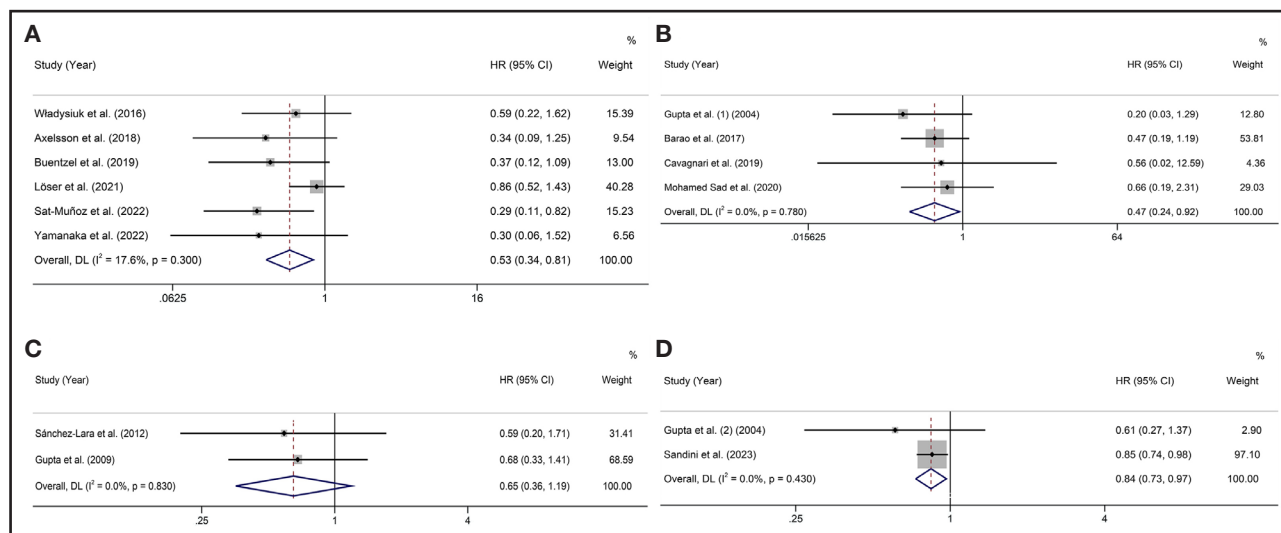 A
%
Study (Year) HR (95% CI) Weight
Władysiuk et al. (2016) 0.59 (0.22, 1.62) 15.39
Axelsson et al. (2018) 0.34 (0.09, 1.25) 9.54
Buentzel et al. (2019) 0.37 (0.12, 1.09) 13.00
Löser et al. (2021) 0.86 (0.52, 1.43) 40.28
Sat-Muñoz et al. (2022) 0.29 (0.11, 0.82) 15.23
Yamanaka et al. (2022) 0.30 (0.06, 1.52) 6.56
Overall, DL (I² = 17.6%, p = 0.300) 0.53 (0.34, 0.81) 100.00
.0625 1 16
B
%
Study (Year) HR (95% CI) Weight
Gupta et al. (1) (2004) 0.20 (0.03, 1.29) 12.80
Barao et al. (2017) 0.47 (0.19, 1.19) 53.81
Cavagnari et al. (2019) 0.56 (0.02, 12.59) 4.36
Mohamed Sad et al. (2020) 0.66 (0.19, 2.31) 29.03
Overall, DL (I² = 0.0%, p = 0.780) 0.47 (0.24, 0.92) 100.00
.015625 1 64
C
%
Study (Year) HR (95% CI) Weight
Sánchez-Lara et al. (2012) 0.59 (0.20, 1.71) 31.41
Gupta et al. (2009) 0.68 (0.33, 1.41) 68.59
Overall, DL (I² = 0.0%, p = 0.830) 0.65 (0.36, 1.19) 100.00
.25 1 4
D
%
Study (Year) HR (95% CI) Weight
Gupta et al. (2) (2004) 0.61 (0.27, 1.37) 2.90
Sandini et al. (2023) 0.85 (0.74, 0.98) 97.10
Overall, DL (I² = 0.0%, p = 0.430) 0.84 (0.73, 0.97) 100.00
.25 1 4